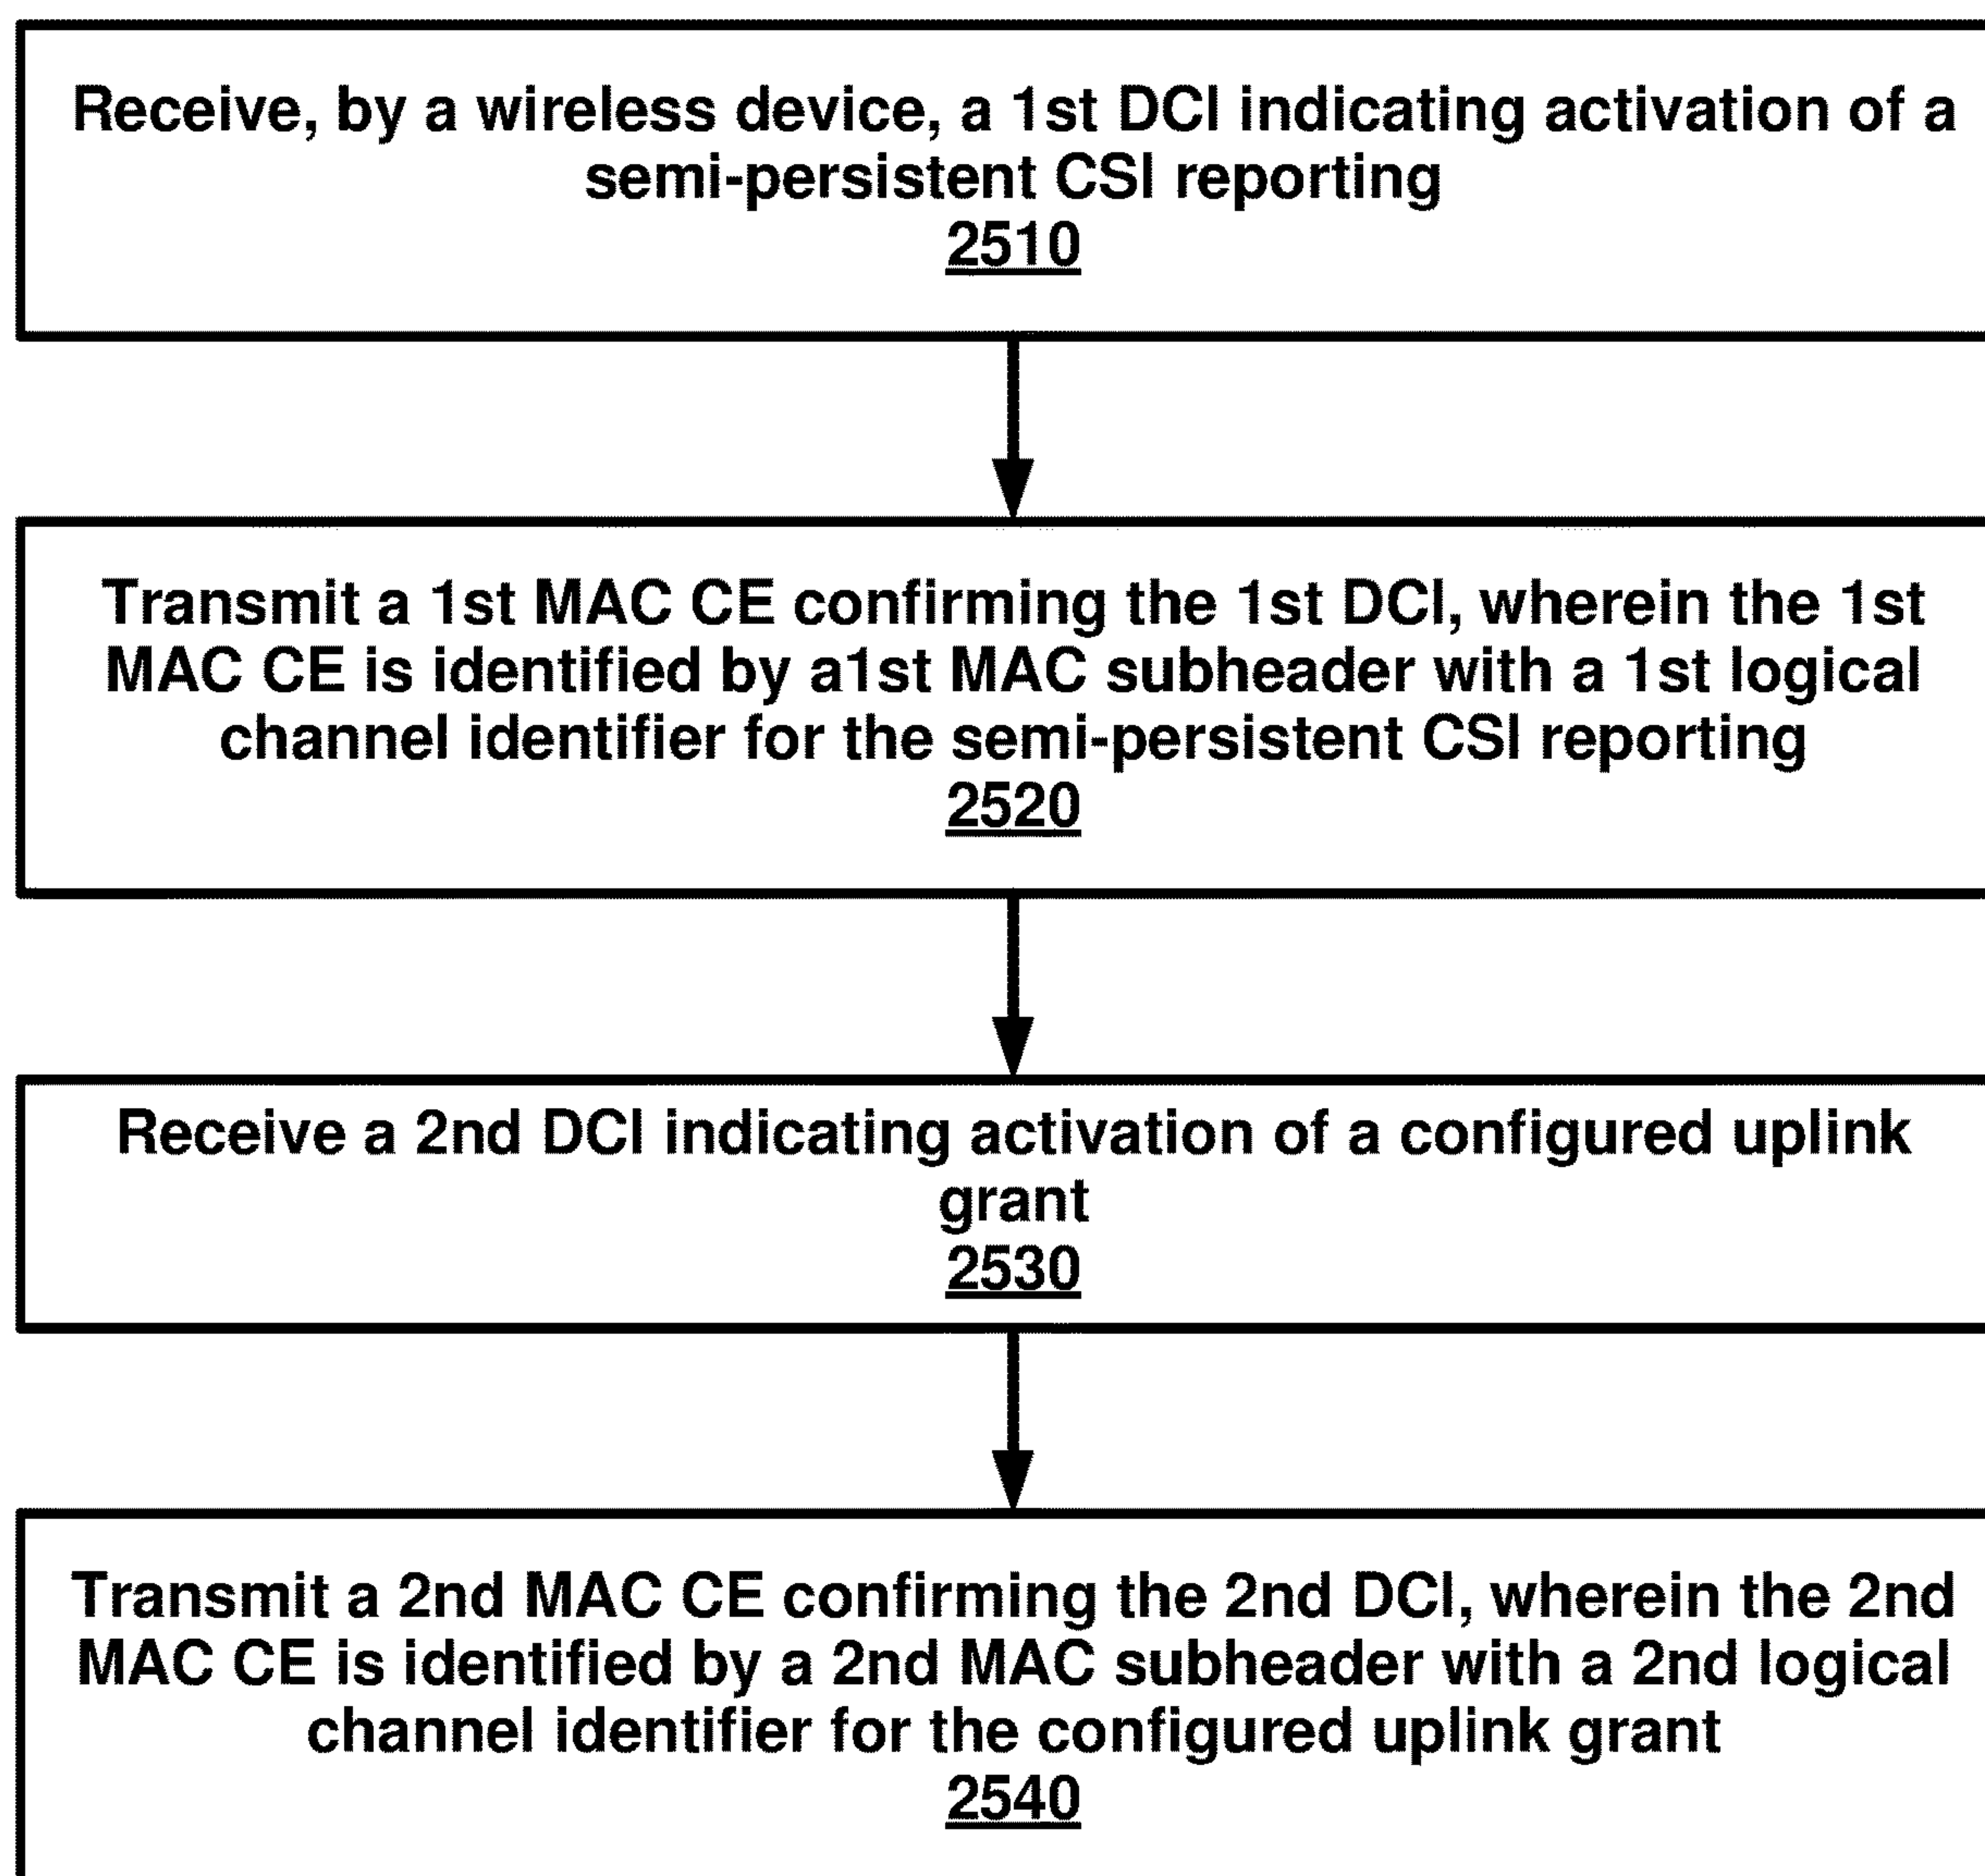 Receive, by a wireless device, a 1st DCI indicating activation of a
semi-persistent CSI reporting
2510
Transmit a 1st MAC CE confirming the 1st DCI, wherein the 1st
MAC CE is identified by a1st MAC subheader with a 1st logical
channel identifier for the semi-persistent CSI reporting
2520
Receive a 2nd DCI indicating activation of a configured uplink
grant
2530
Transmit a 2nd MAC CE confirming the 2nd DCI, wherein the 2nd
MAC CE is identified by a 2nd MAC subheader with a 2nd logical
channel identifier for the configured uplink grant
2540